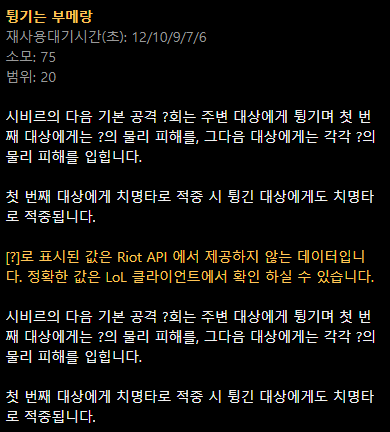 튕기는 부메랑
재사용대기시간(초): 12/10/9/7/6
소모: 75
범위: 20
시비르의 다음 기본 공격 ?회는 주변 대상에게 튕기며 첫 번
째 대상에게는 ?의 물리 피해를, 그다음 대상에게는 각각 ?의
물리 피해를 입힙니다.
첫 번째 대상에게 치명타로 적중 시 튕긴 대상에게도 치명타
로 적중됩니다.
[?]로 표시된 값은 Riot API 에서 제공하지 않는 데이터입니
다. 정확한 값은 LoL 클라이언트에서 확인 하실 수 있습니다.
시비르의 다음 기본 공격 ?회는 주변 대상에게 튕기며 첫 번
째 대상에게는 ?의 물리 피해를, 그다음 대상에게는 각각 ?의
물리 피해를 입힙니다.
첫 번째 대상에게 치명타로 적중 시 튕긴 대상에게도 치명타
로 적중됩니다.